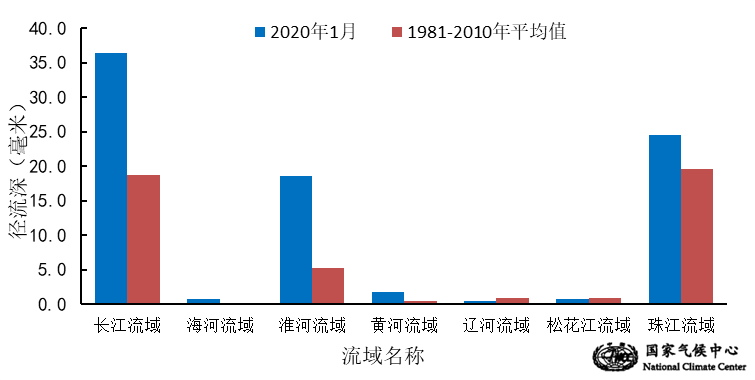 2020年1月 1981-2010年平均值
径流深（毫米）
40.0
35.0
30.0
25.0
20.0
15.0
10.0
5.0
0.0
长江流域 海河流域 淮河流域 黄河流域 辽河流域 松花江流域 珠江流域
流域名称
国家气候中心
National Climate Center